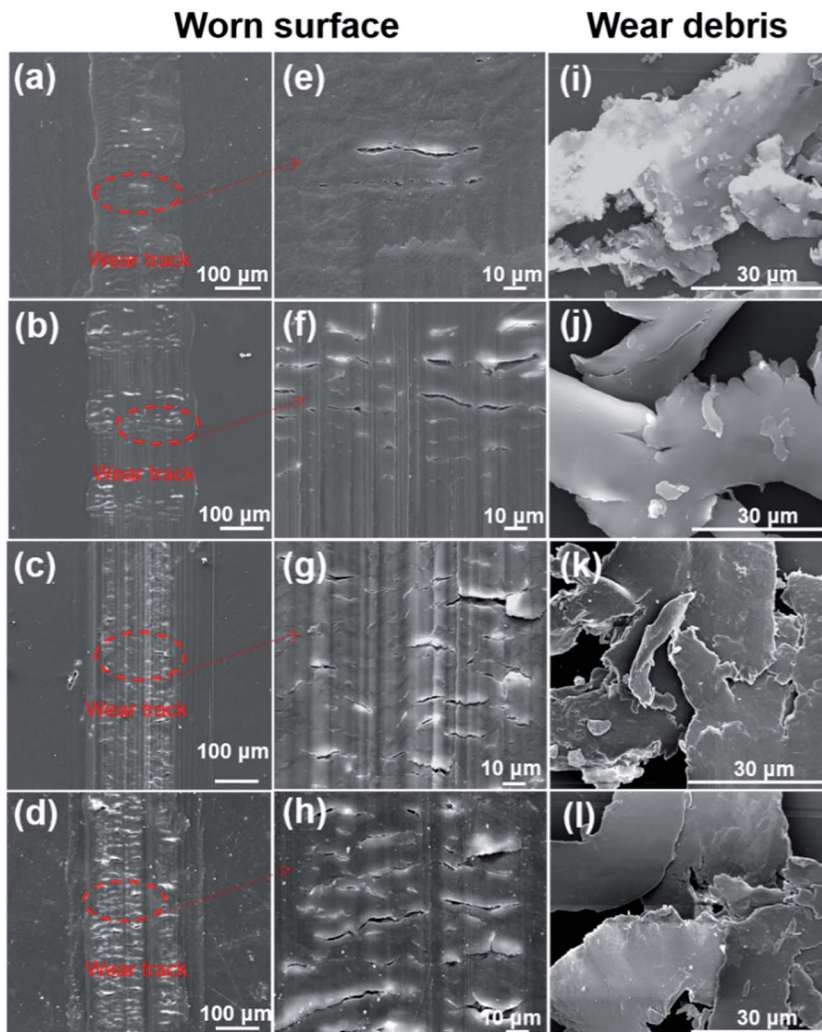 Worn surface Wear debris
(a) (e) (i)
Wear track
100 µm 10 µm 30 µm
(b) (f) (j)
Wear track
100 µm 10 µm 30 µm
(c) (g) (k)
Wear track
100 µm 10 µm 30 µm
(d) (h) (l)
Wear track
100 µm 10 µm 30 µm